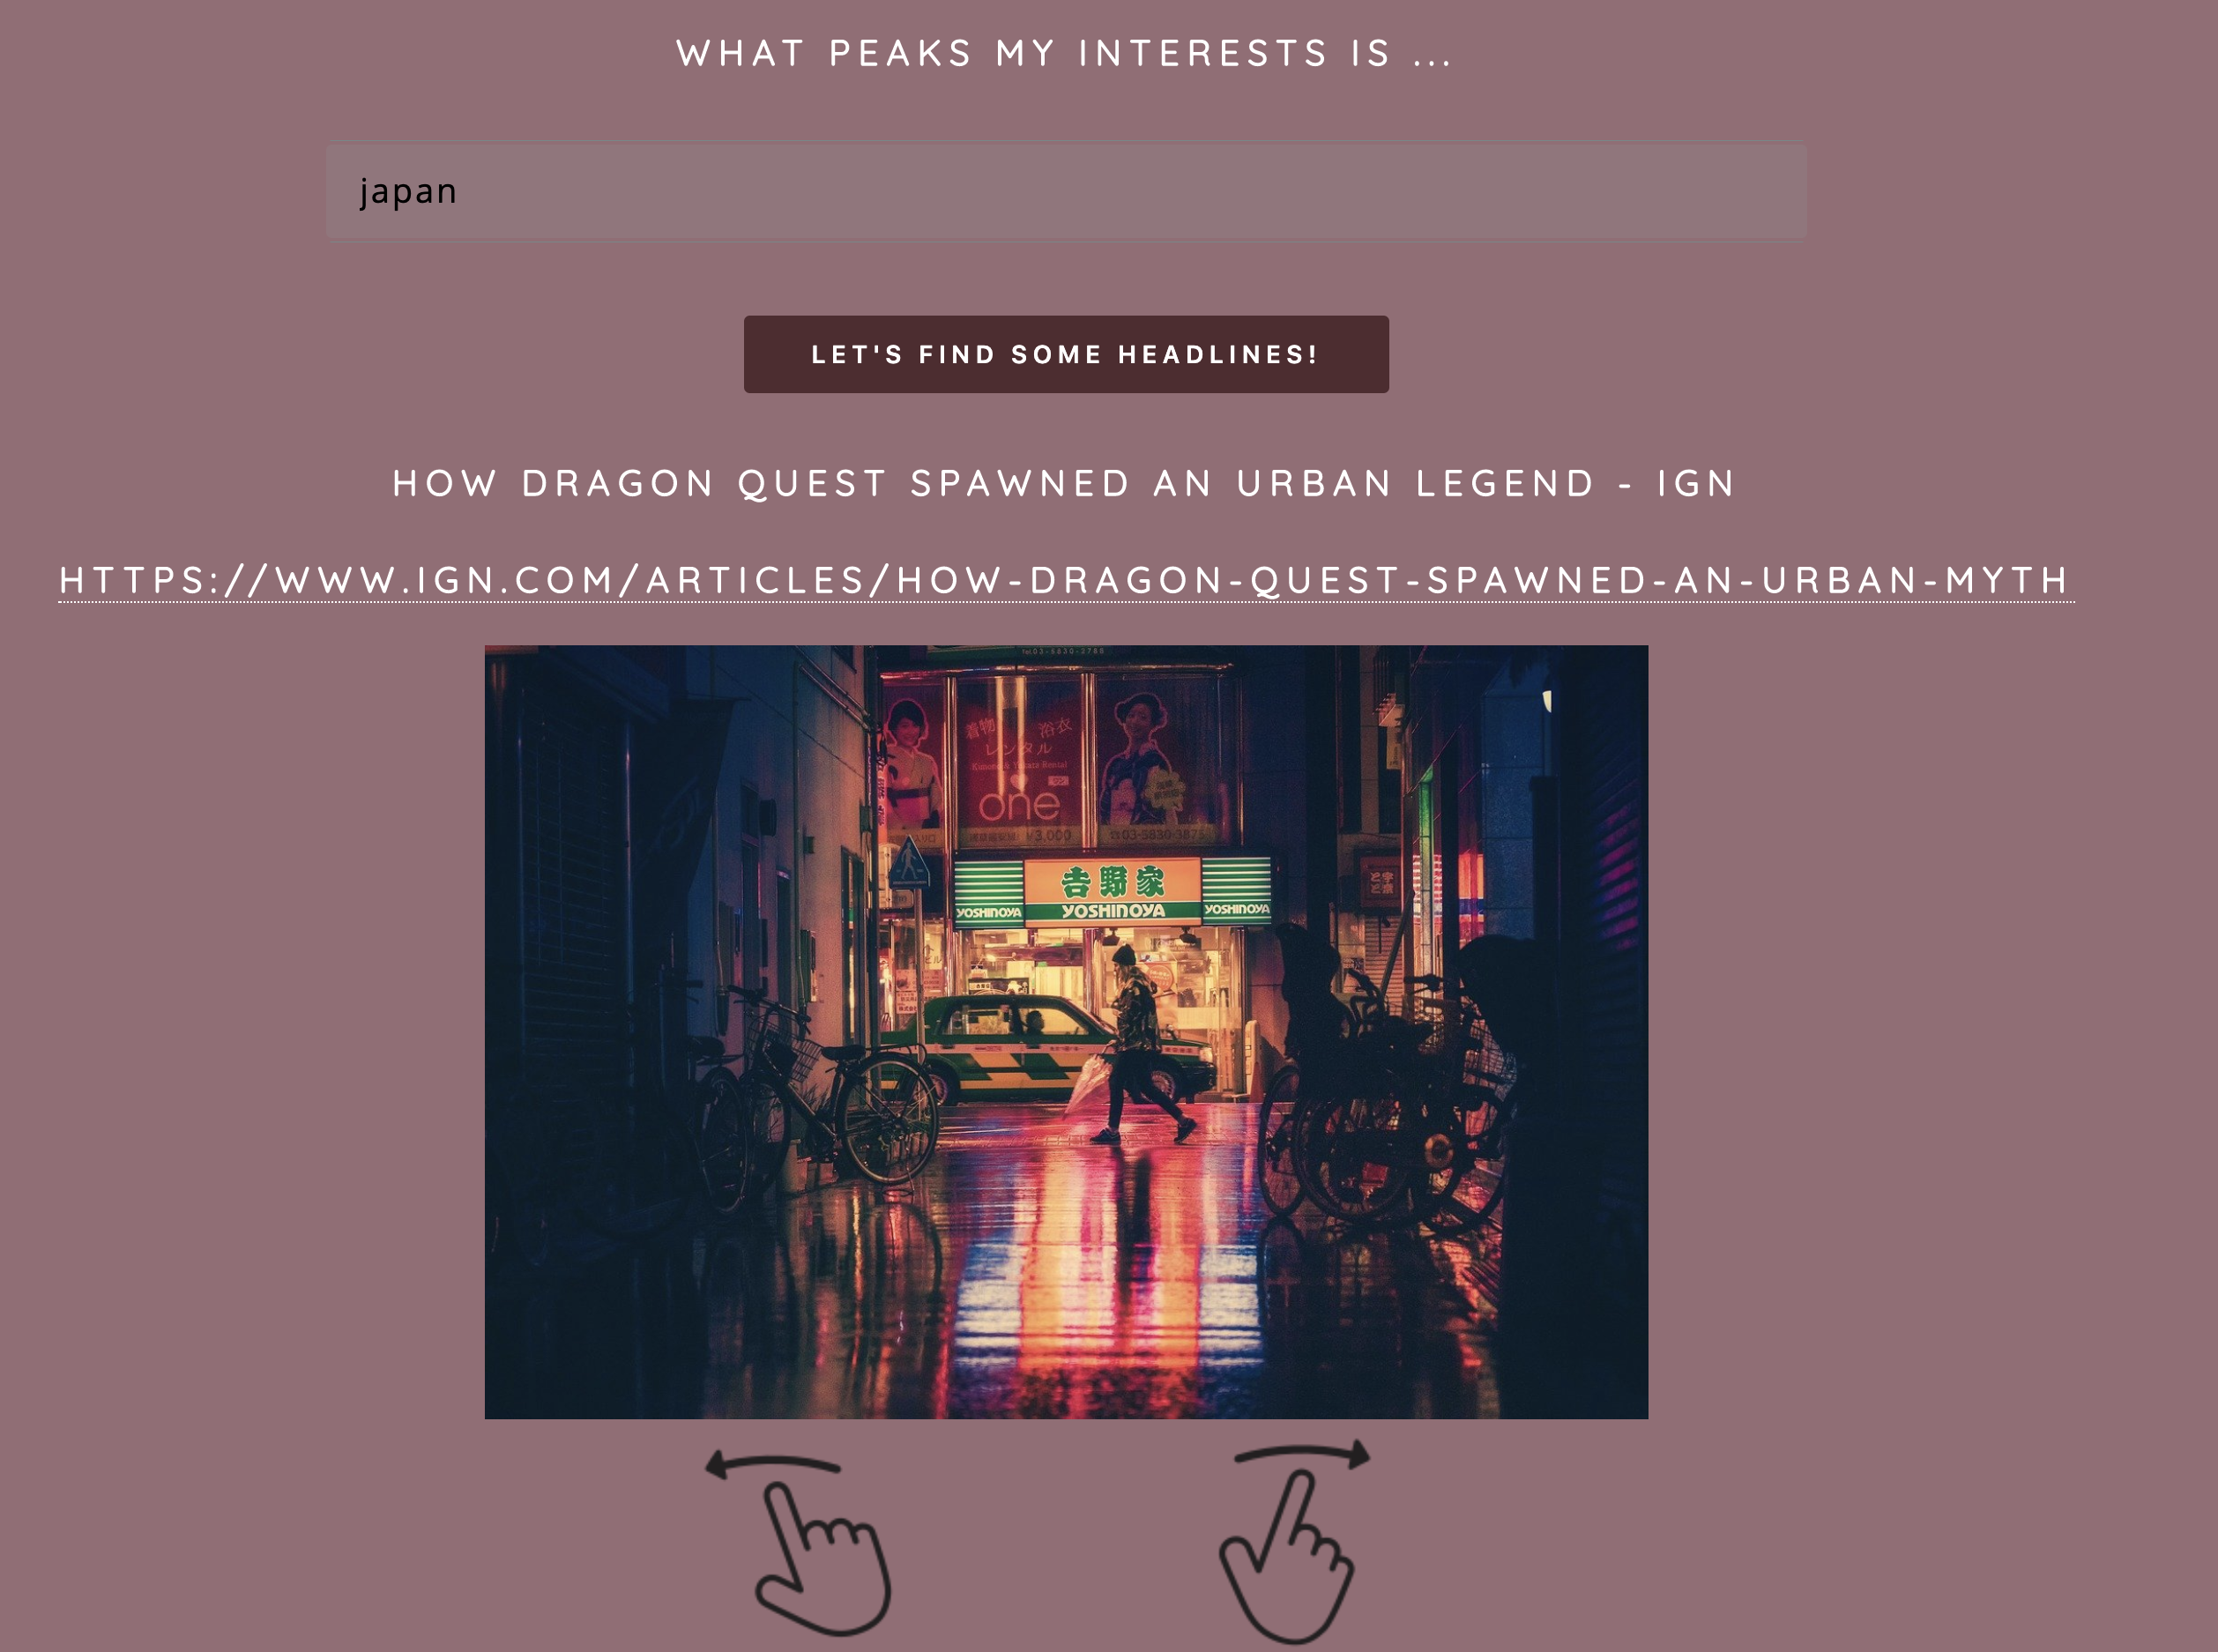 WHAT PEAKS MY INTERESTS IS ...
japan
LET'S FIND SOME HEADLINES!
HOW DRAGON QUEST SPAWNED AN URBAN LEGEND - IGN
HTTPS://WWW.IGN.COM/ARTICLES/HOW-DRAGON-QUEST-SPAWNED-AN-URBAN-MYTH
着物 浴衣
レンタル
Kimono & Yukata Rental
one
¥3,000
☎03-5830-3875
吉野家
YOSHINOYA YOSHINOYA YOSHINOYA